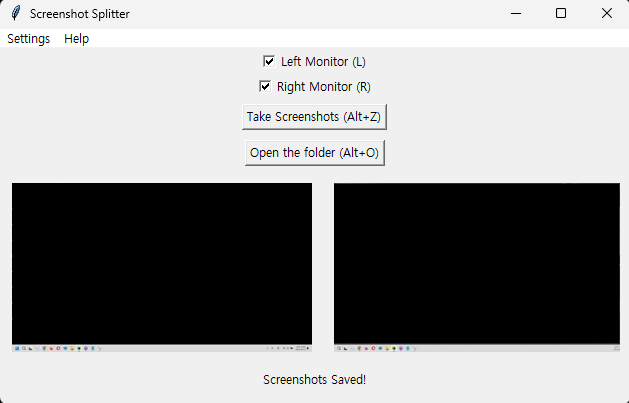 Screenshot Splitter
Settings Help
Left Monitor (L)
Right Monitor (R)
Take Screenshots (Alt+Z)
Open the folder (Alt+O)
Screenshots Saved!